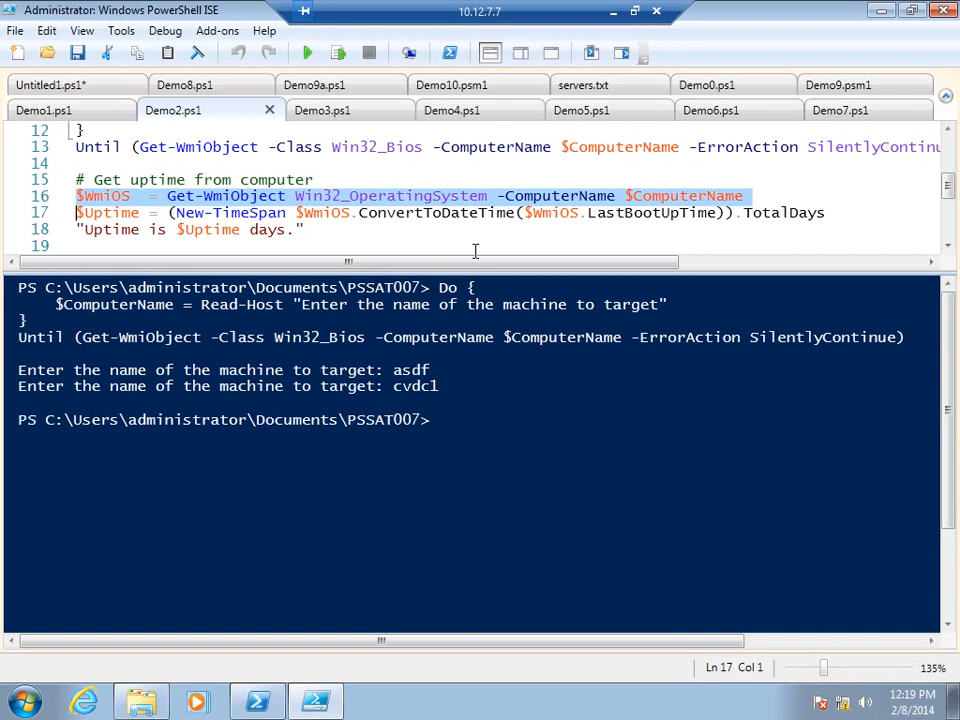 Administrator: Windows PowerShell ISE
10.12.7.7
File Edit View Tools Debug Add-ons Help
Untitled1.ps1* Demo8.ps1 Demo9a.ps1 Demo10.psm1 servers.txt Demo0.ps1 Demo9.psm1
Demo1.ps1 Demo2.ps1 Demo3.ps1 Demo4.ps1 Demo5.ps1 Demo6.ps1 Demo7.ps1
12 }
13 Until (Get-WmiObject -Class Win32_Bios -ComputerName $ComputerName -ErrorAction SilentlyContinu
14
15 # Get uptime from computer
16 $WmiOS = Get-WmiObject Win32_OperatingSystem -ComputerName $ComputerName
17 $Uptime = (New-TimeSpan $WmiOS.ConvertToDateTime($WmiOS.LastBootUpTime)).TotalDays
18 "Uptime is $Uptime days."
19
PS C:\Users\administrator\Documents\PSSAT007> Do {
$ComputerName = Read-Host "Enter the name of the machine to target"
}
Until (Get-WmiObject -Class Win32_Bios -ComputerName $ComputerName -ErrorAction SilentlyContinue)
Enter the name of the machine to target: asdf
Enter the name of the machine to target: cvdc1
PS C:\Users\administrator\Documents\PSSAT007>
Ln 17 Col 1 135%
12:19 PM
2/8/2014